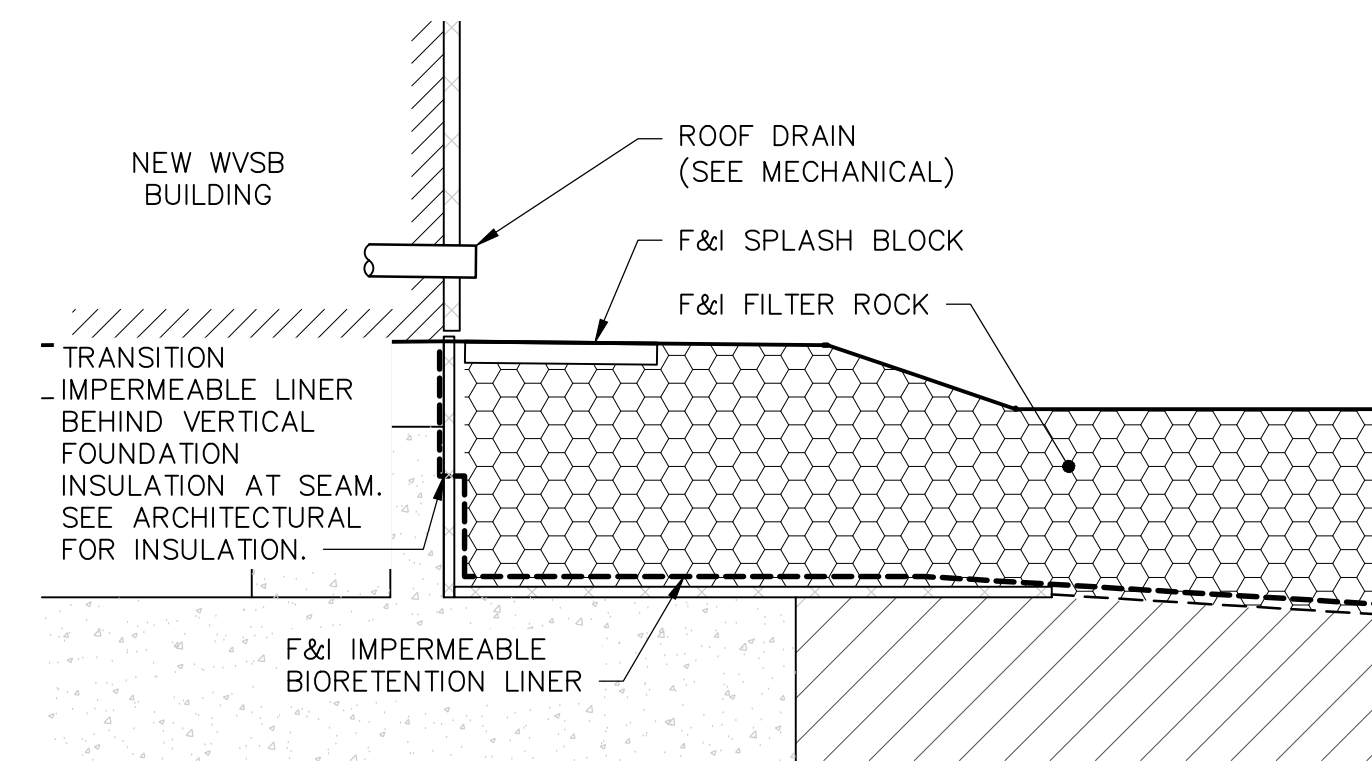 NEW WVSB
BUILDING
ROOF DRAIN
(SEE MECHANICAL)
F&I SPLASH BLOCK
F&I FILTER ROCK
TRANSITION
IMPERMEABLE LINER
BEHIND VERTICAL
FOUNDATION
INSULATION AT SEAM.
SEE ARCHITECTURAL
FOR INSULATION.
F&I IMPERMEABLE
BIORETENTION LINER